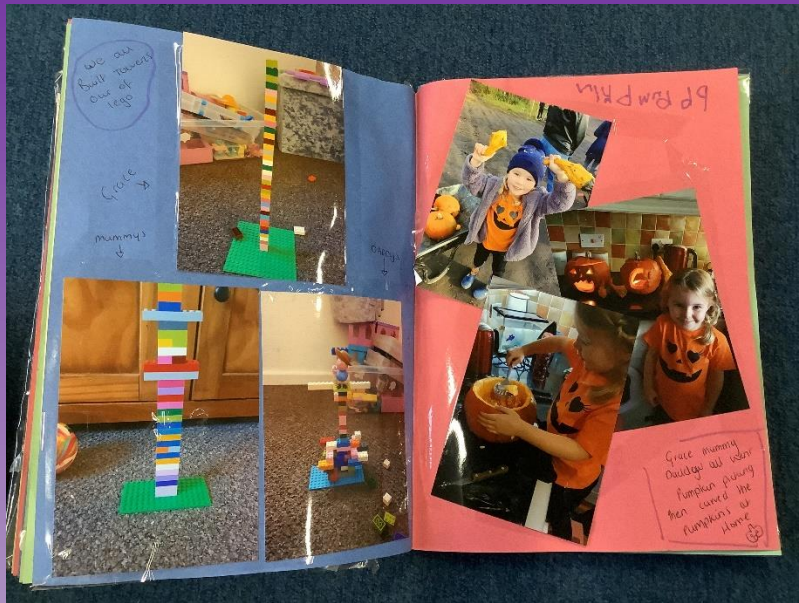 We all
Built towers
out of
lego
Grace
mummys
Daddys
Pumpkin
Grace mummy
Daddy all went
Pumpkin picking
then carved the
Pumpkins at
Home